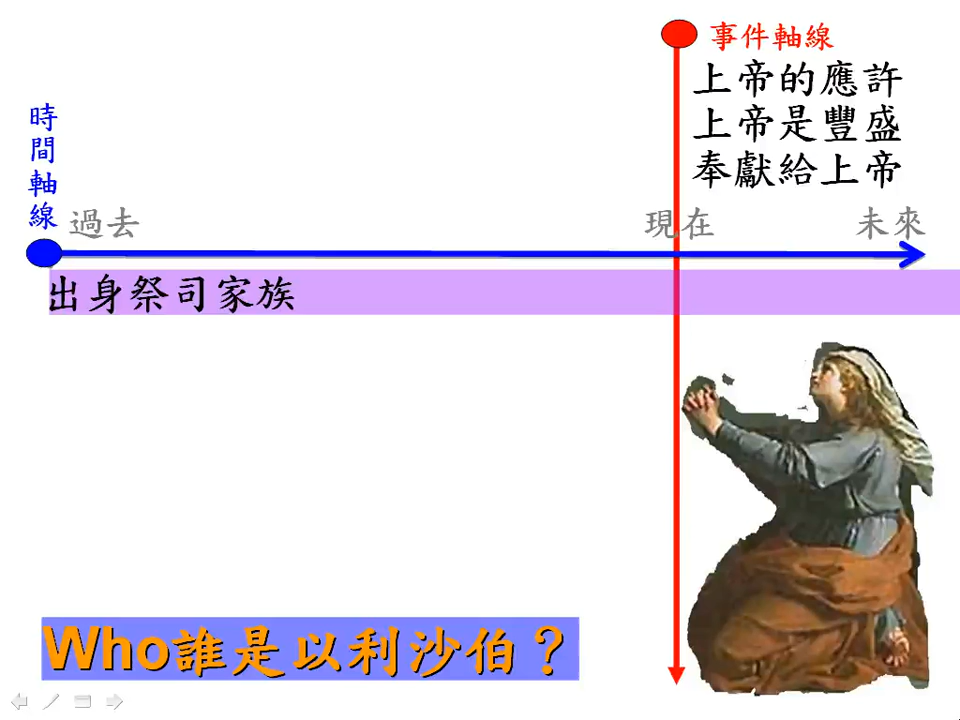 事件軸線
上帝的應許
上帝是豐盛
奉獻給上帝
時間軸線
過去
現在
未來
出身祭司家族
Who誰是以利沙伯？